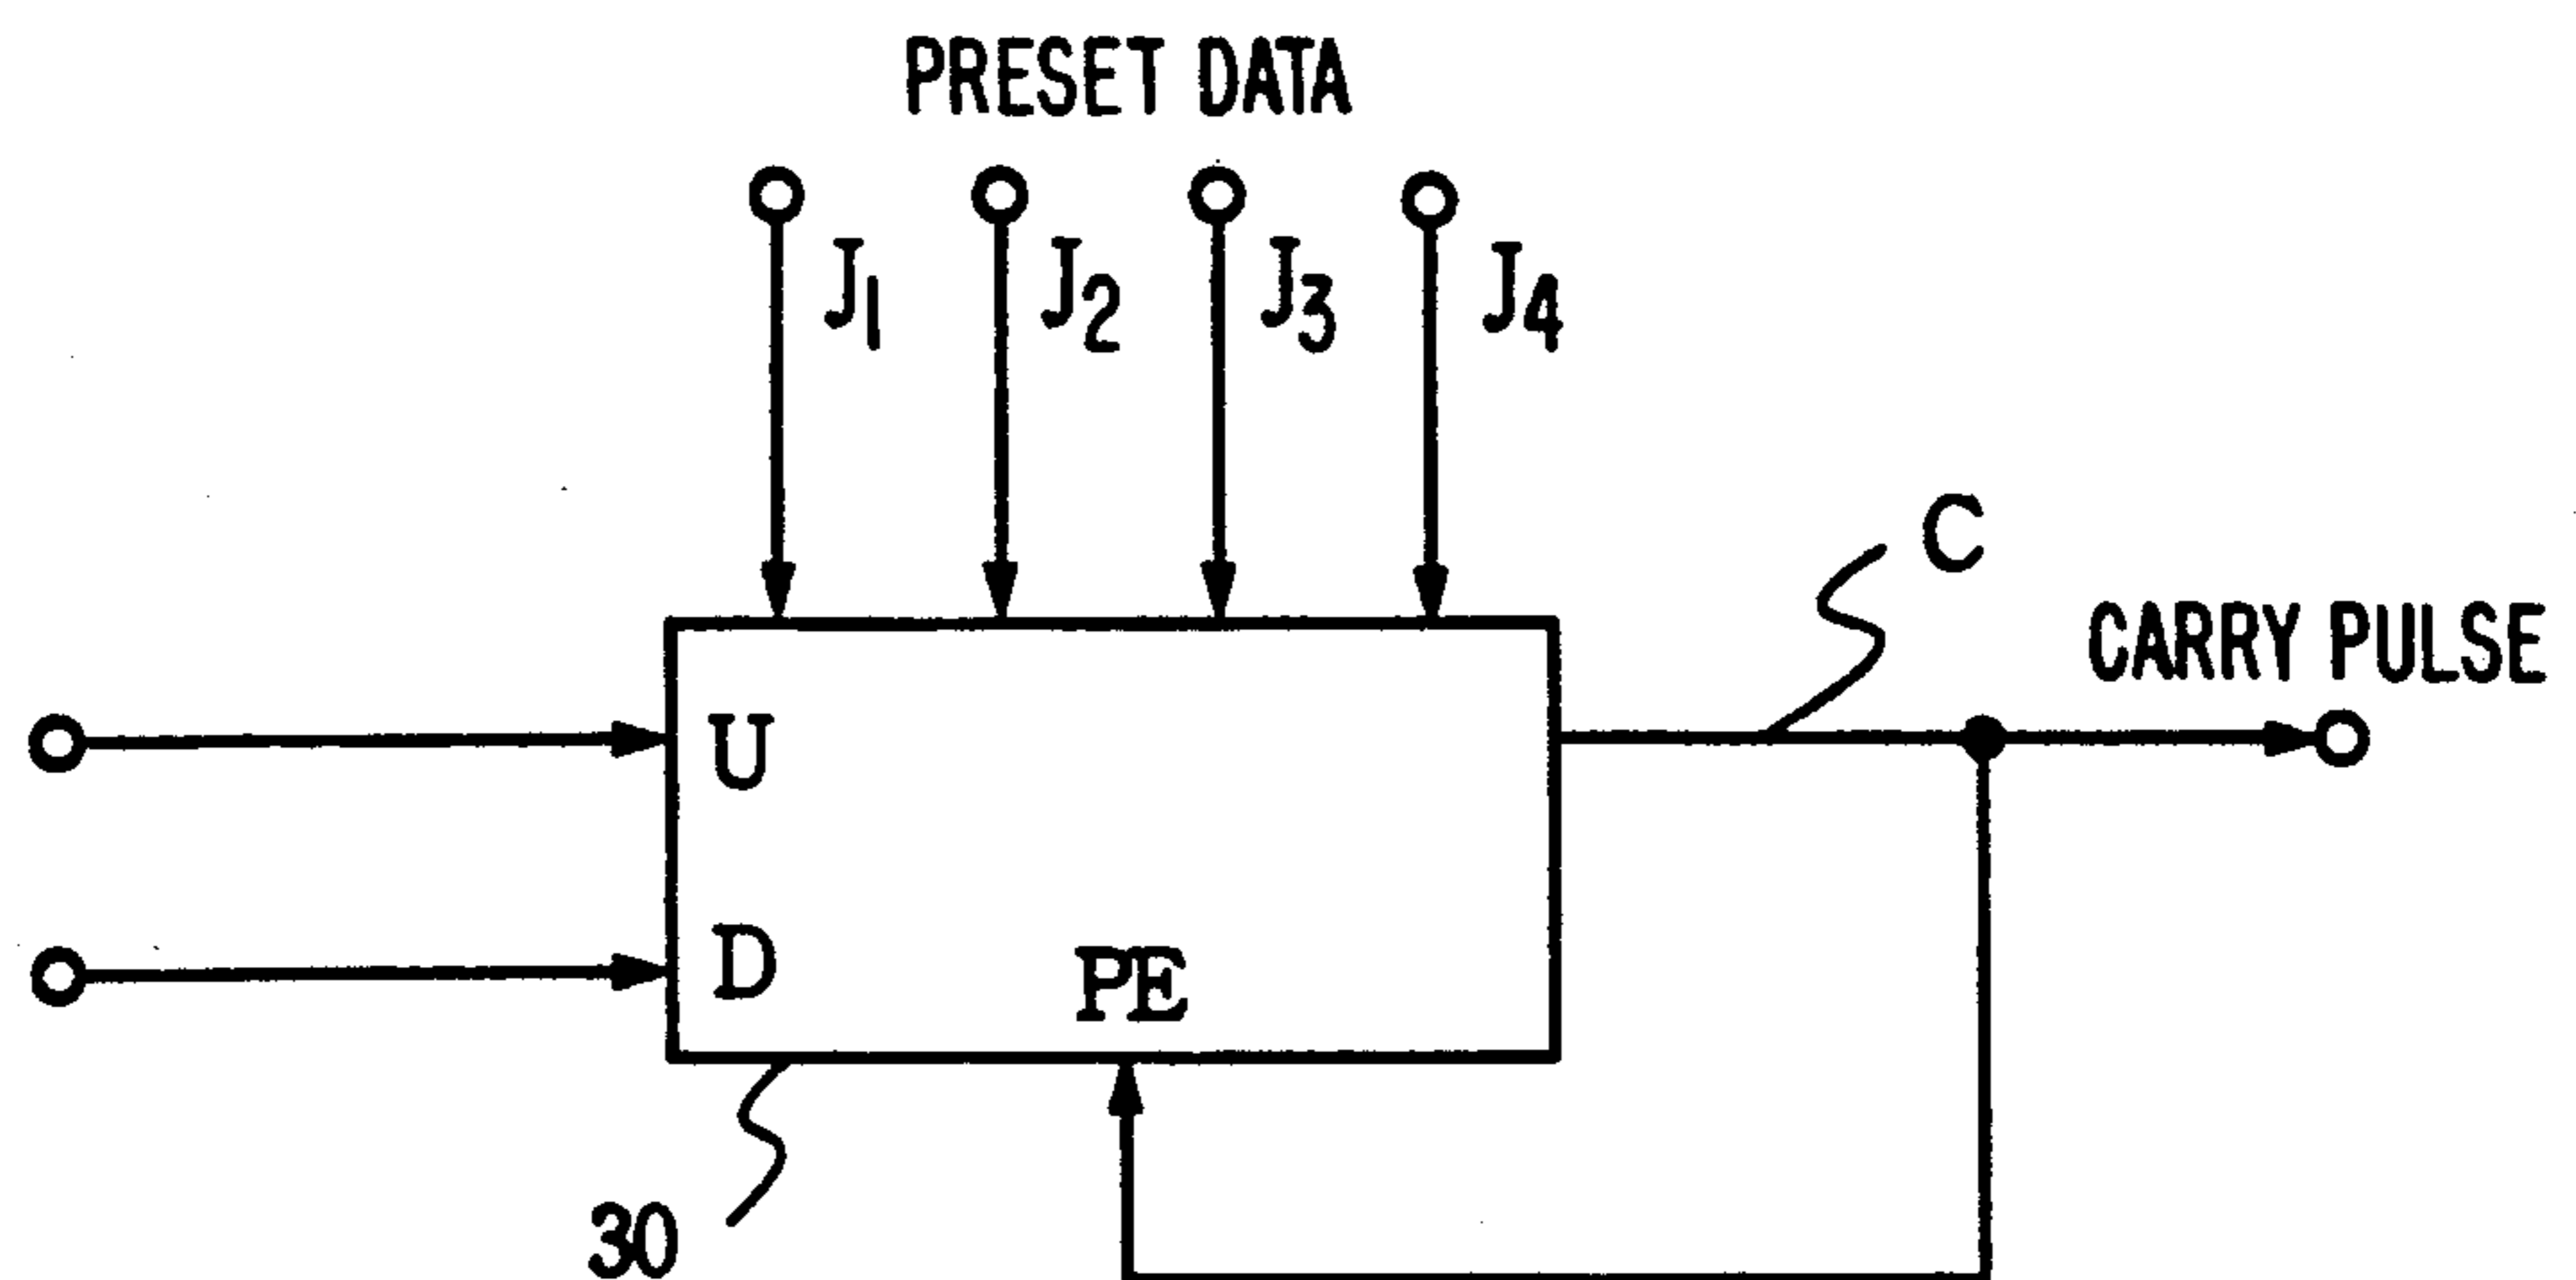 PRESET DATA
J1 J2 J3 J4
C
CARRY PULSE
U
D
PE
30